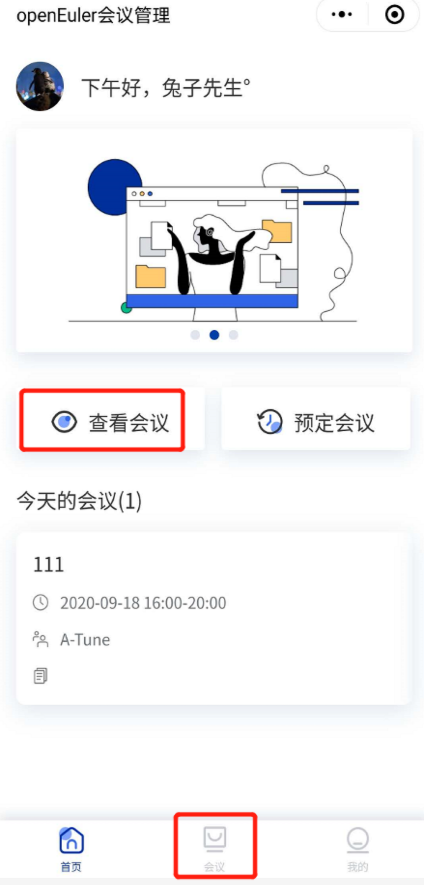 openEuler会议管理
下午好，兔子先生°
查看会议
预定会议
今天的会议(1)
111
2020-09-18 16:00-20:00
A-Tune
首页
会议
我的